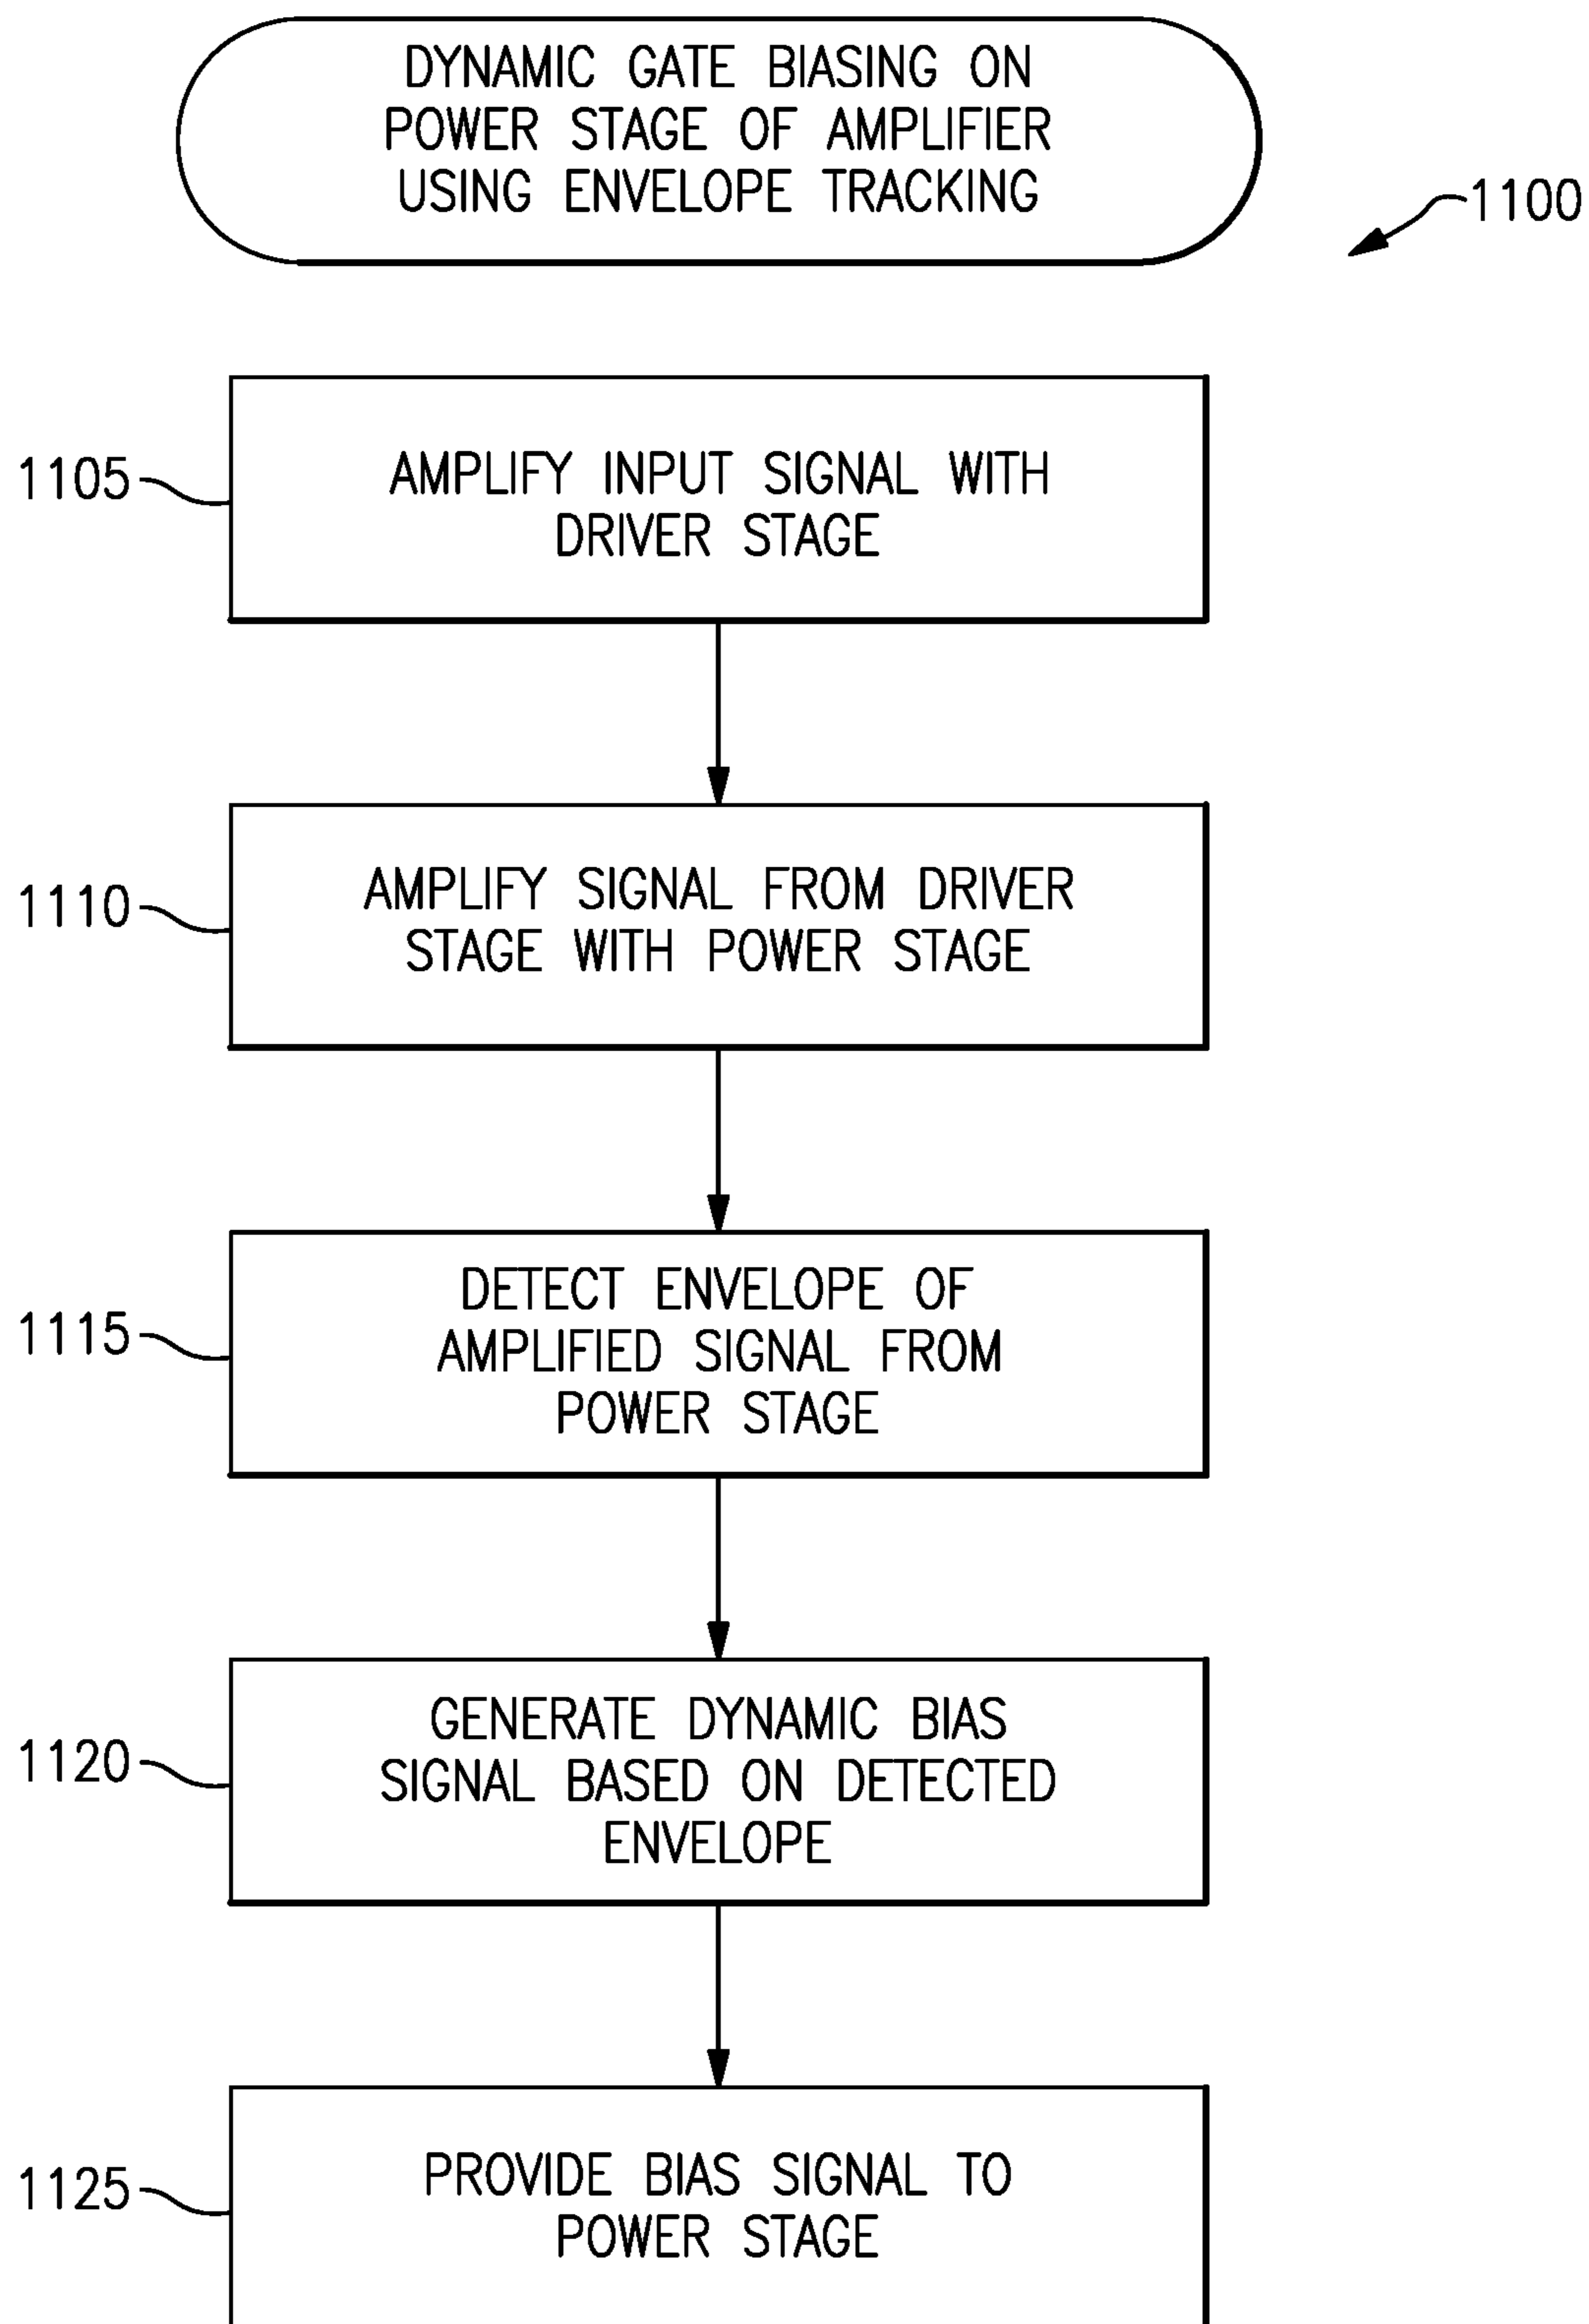 DYNAMIC GATE BIASING ON
POWER STAGE OF AMPLIFIER
USING ENVELOPE TRACKING
1100
1105
AMPLIFY INPUT SIGNAL WITH
DRIVER STAGE
1110
AMPLIFY SIGNAL FROM DRIVER
STAGE WITH POWER STAGE
1115
DETECT ENVELOPE OF
AMPLIFIED SIGNAL FROM
POWER STAGE
1120
GENERATE DYNAMIC BIAS
SIGNAL BASED ON DETECTED
ENVELOPE
1125
PROVIDE BIAS SIGNAL TO
POWER STAGE